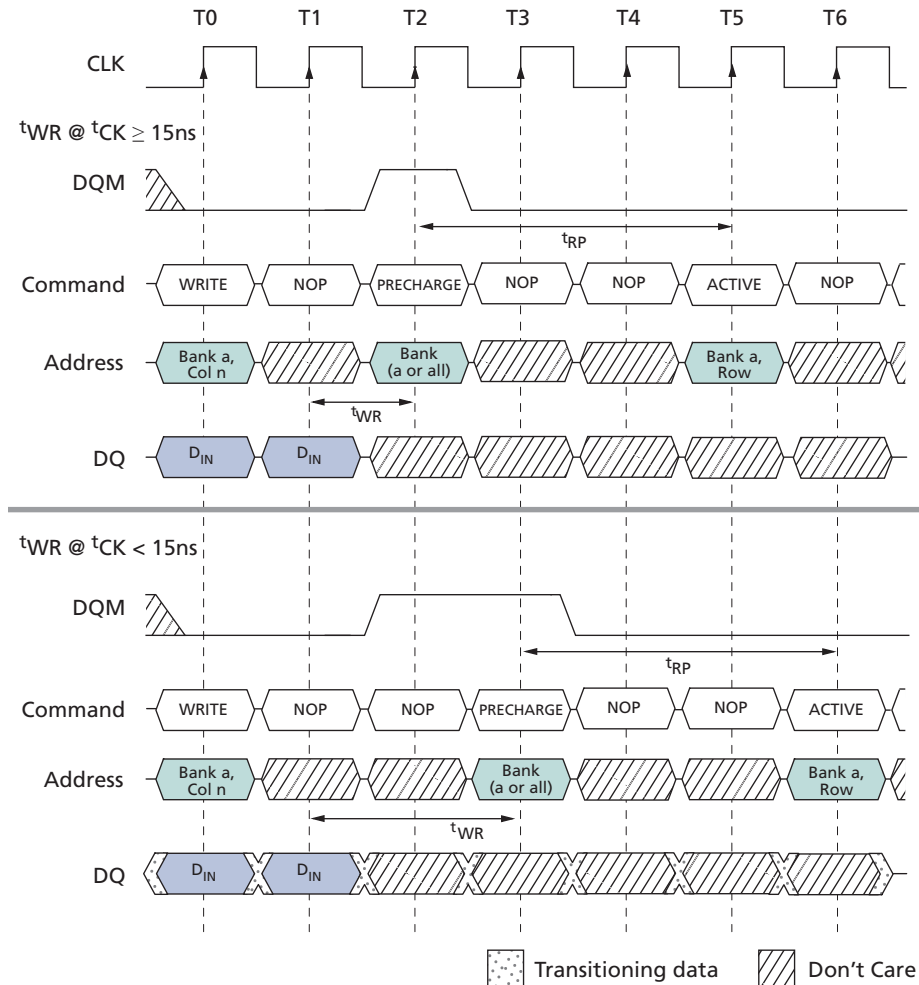 T0 T1 T2 T3 T4 T5 T6
CLK
tWR @ tCK ≥ 15ns
DQM
tRP
Command WRITE NOP PRECHARGE NOP NOP ACTIVE NOP
Address Bank a, Col n Bank (a or all) Bank a, Row
tWR
DQ DIN DIN
tWR @ tCK < 15ns
DQM
tRP
Command WRITE NOP NOP PRECHARGE NOP NOP ACTIVE
Address Bank a, Col n Bank (a or all) Bank a, Row
tWR
DQ DIN DIN
Transitioning data Don't Care